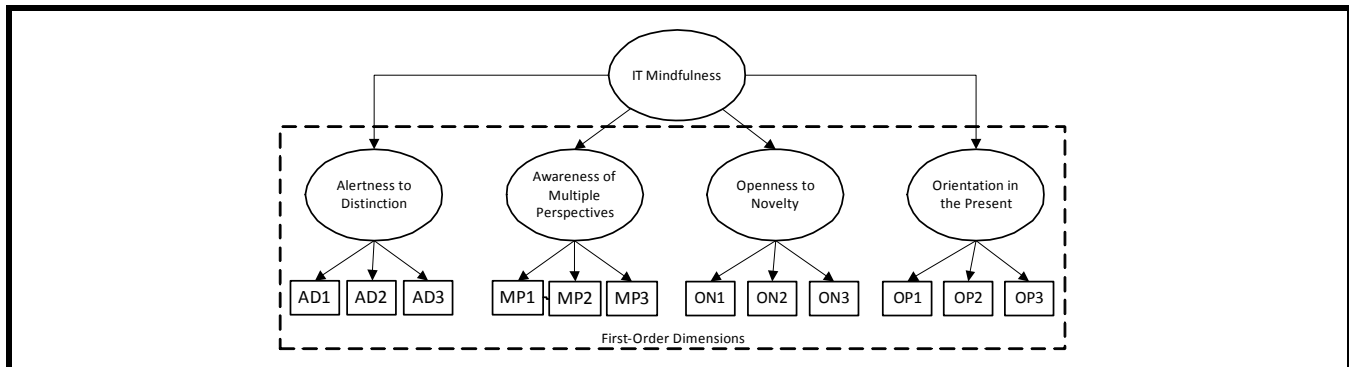 IT Mindfulness
Alertness to
Distinction
Awareness of
Multiple
Perspectives
Openness to
Novelty
Orientation in
the Present
AD1 AD2 AD3 MP1 MP2 MP3 ON1 ON2 ON3 OP1 OP2 OP3
First-Order Dimensions